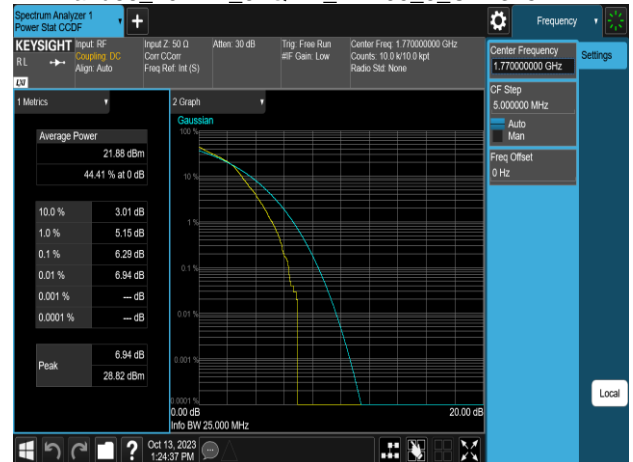 Spectrum Analyzer 1
Power Stat CCDF
Frequency
KEYSIGHT
RL
LXI
Input: RF
Coupling: DC
Align: Auto
Input Z: 50 Ω
Corr CCorr
Freq Ref: Int (S)
Atten: 30 dB
Trig: Free Run
#IF Gain: Low
Center Freq: 1.770000000 GHz
Counts: 10.0 k/10.0 kpt
Radio Std: None
Center Frequency
1.770000000 GHz
Settings
CF Step
5.000000 MHz
Auto
Man
Freq Offset
0 Hz
1 Metrics
Average Power
21.88 dBm
44.41 % at 0 dB
10.0 % 3.01 dB
1.0 % 5.15 dB
0.1 % 6.29 dB
0.01 % 6.94 dB
0.001 % --- dB
0.0001 % --- dB
Peak 6.94 dB
28.82 dBm
2 Graph
Gaussian
100 %
10 %
1 %
0.1 %
0.01 %
0.001 %
0.0001 %
0.00 dB 20.00 dB
Info BW 25.000 MHz
Local
Oct 13, 2023
1:24:37 PM